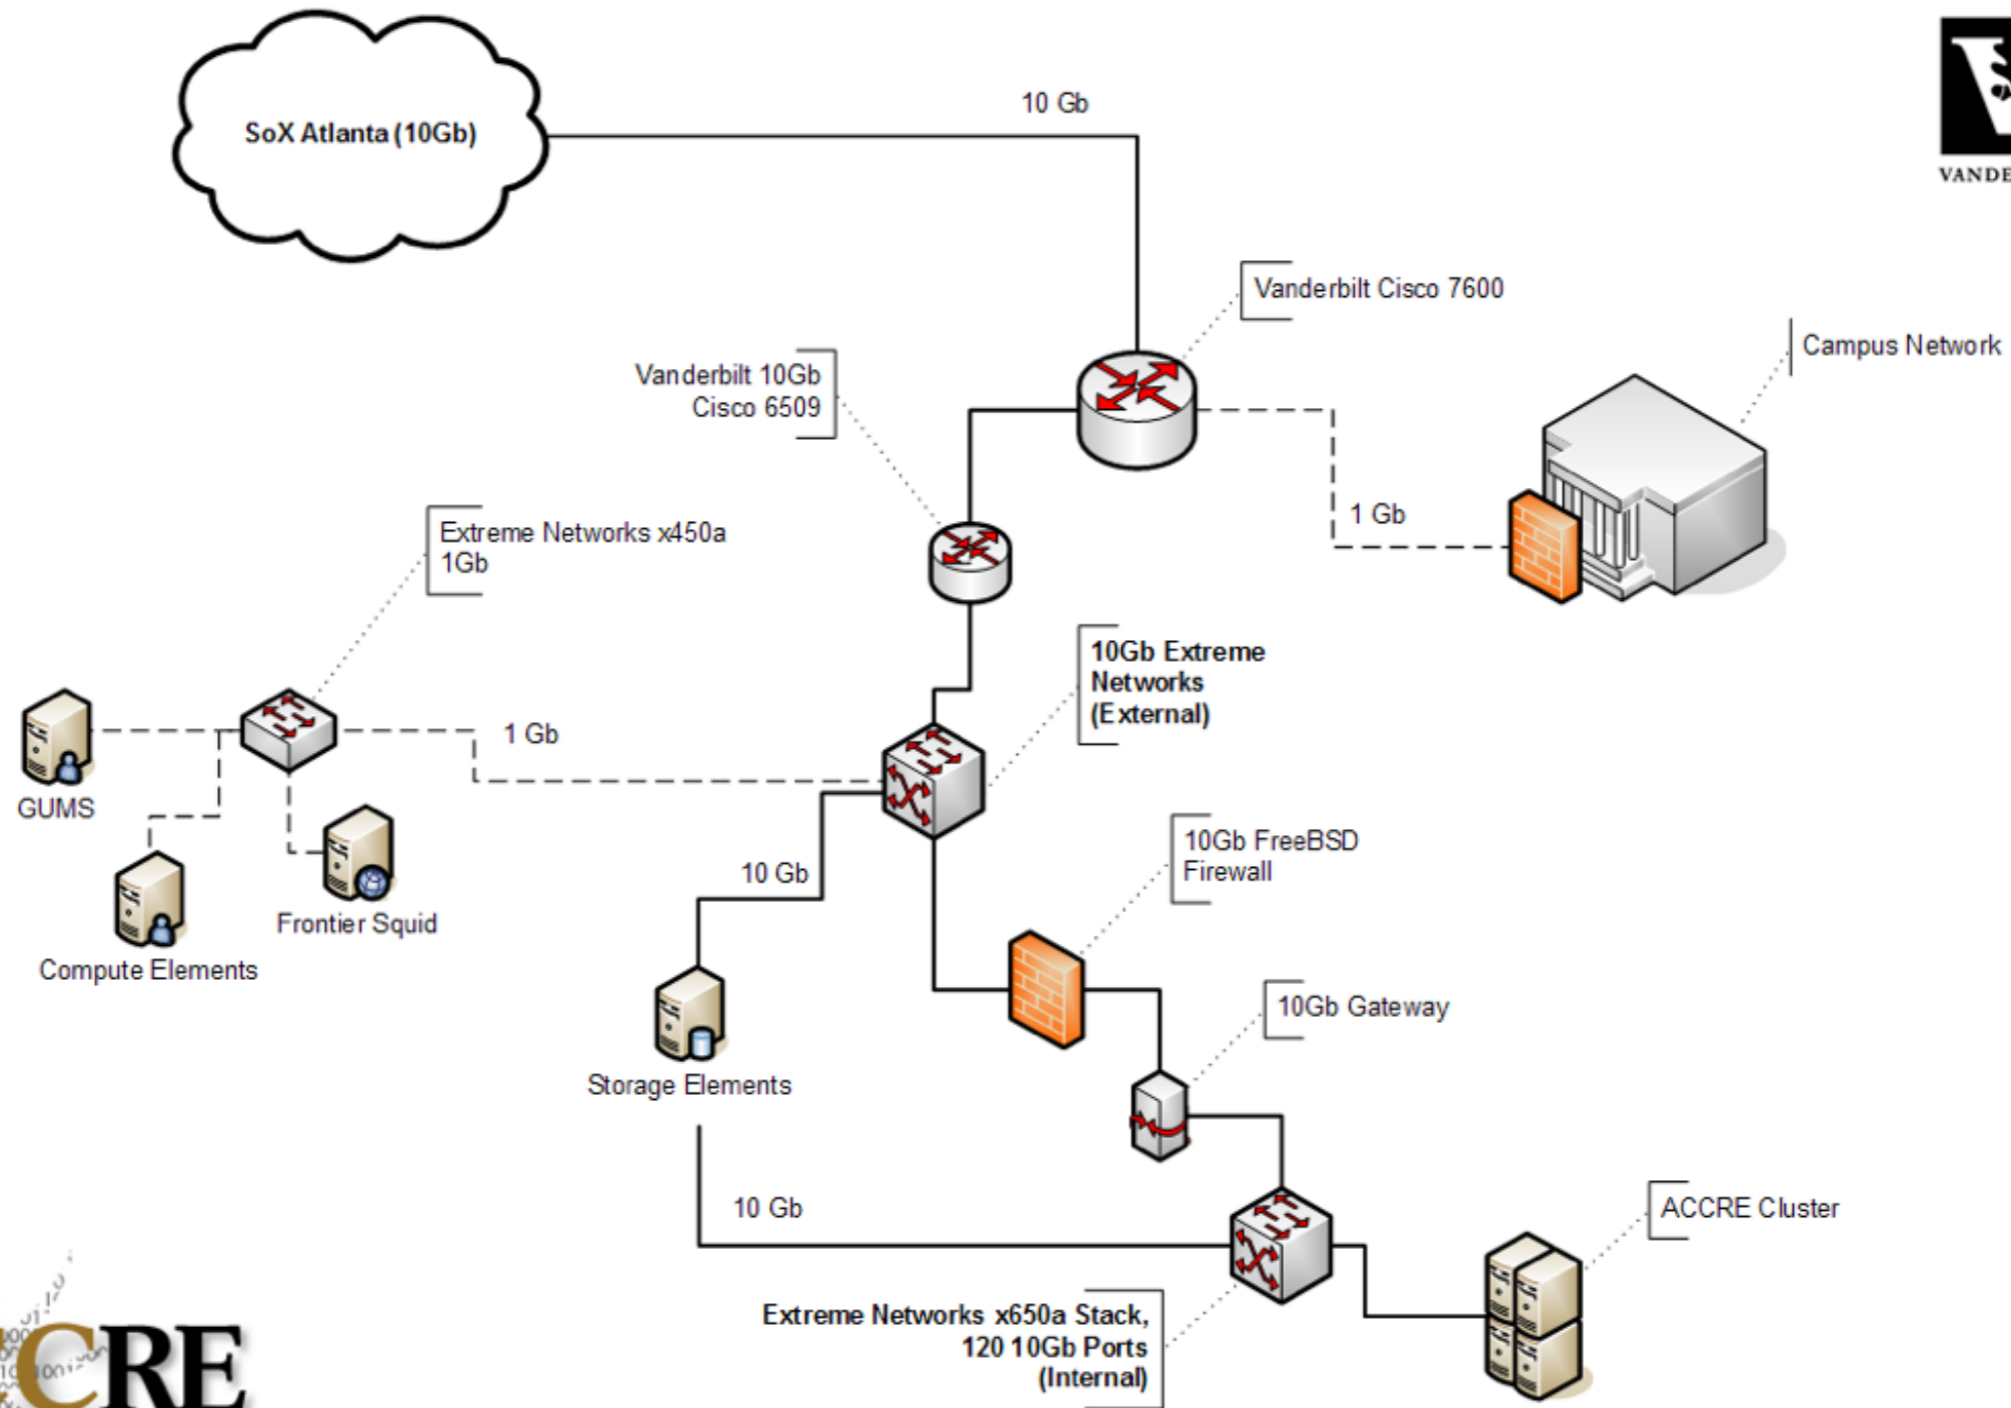 SoX Atlanta (10Gb)
10 Gb
VANDE
Vanderbilt Cisco 7600
Campus Network
Vanderbilt 10Gb
Cisco 6509
1 Gb
Extreme Networks x450a
1Gb
10Gb Extreme
Networks
(External)
1 Gb
GUMS
10Gb FreeBSD
Firewall
10 Gb
Frontier Squid
Compute Elements
10Gb Gateway
Storage Elements
10 Gb
ACCRE Cluster
Extreme Networks x650a Stack,
120 10Gb Ports
(Internal)
CRE